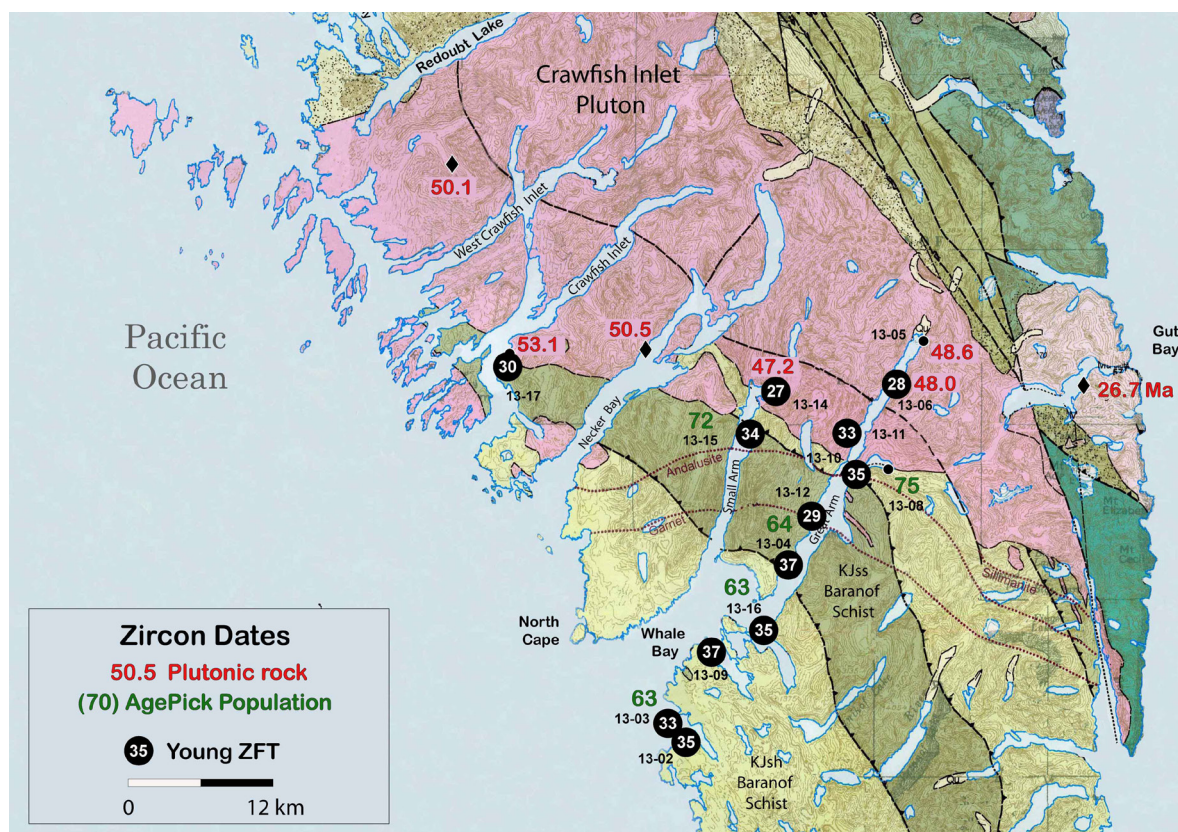 Redoubt Lake
Crawfish Inlet
Pluton
50.1
West Crawfish Inlet
Crawfish Inlet
Pacific
Ocean
53.1
30
13-17
50.5
Necker Bay
47.2
27
13-14
72
13-15
34
Small Arm
Qu
13-05
48.6
28
48.0
13-06
33
13-11
13-10
35
75
13-08
Gut
Bay
26.7 Ma
Andalusite
Garnet
Sillimanite
13-12
29
64
13-04
37
Great Arm
KJss
Baranof
Schist
63
13-16
35
North
Cape
Whale
Bay
37
13-09
63
13-03
33
35
13-02
KJsh
Baranof
Schist
Qu
Zircon Dates
50.5 Plutonic rock
(70) AgePick Population
35 Young ZFT
0 12 km